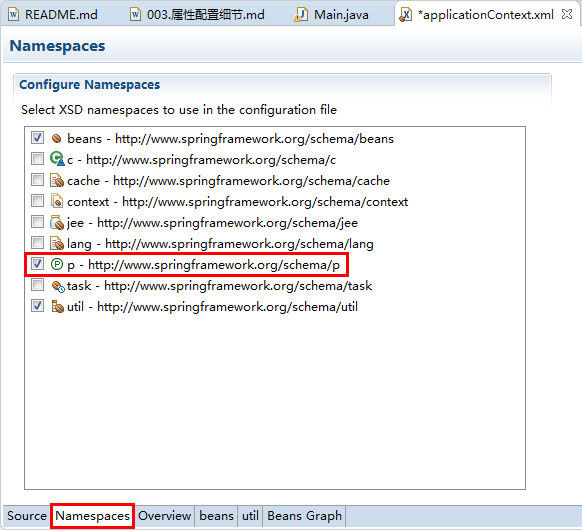 README.md 003.属性配置细节.md Main.java *applicationContext.xml
Namespaces
Configure Namespaces
Select XSD namespaces to use in the configuration file
beans - http://www.springframework.org/schema/beans
c - http://www.springframework.org/schema/c
cache - http://www.springframework.org/schema/cache
context - http://www.springframework.org/schema/context
jee - http://www.springframework.org/schema/jee
lang - http://www.springframework.org/schema/lang
p - http://www.springframework.org/schema/p
task - http://www.springframework.org/schema/task
util - http://www.springframework.org/schema/util
Source Namespaces Overview beans util Beans Graph